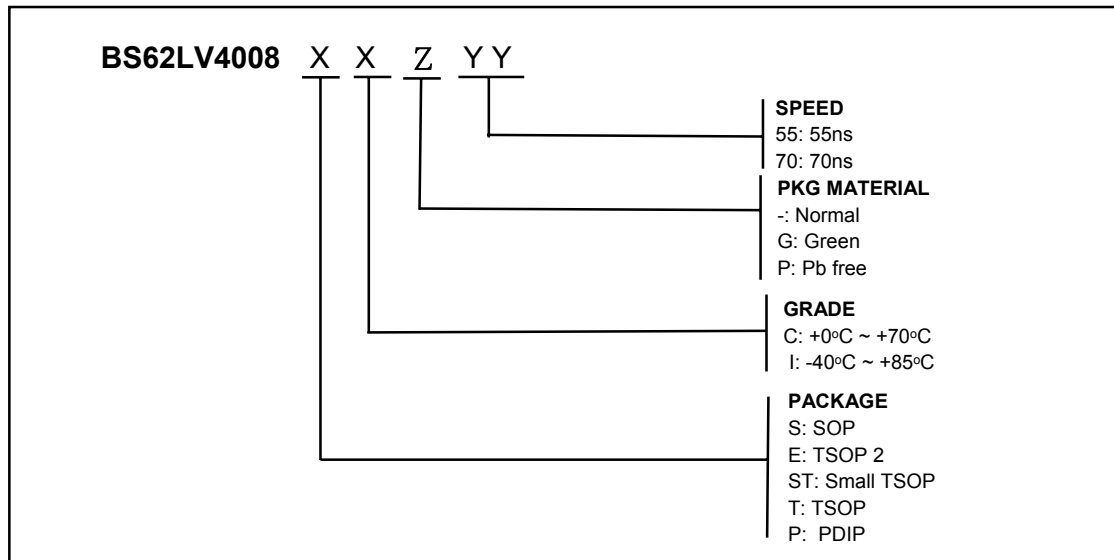 BS62LV4008 X X Z Y Y
SPEED
55: 55ns
70: 70ns
PKG MATERIAL
-: Normal
G: Green
P: Pb free
GRADE
C: +0ºC ~ +70ºC
I: -40ºC ~ +85ºC
PACKAGE
S: SOP
E: TSOP 2
ST: Small TSOP
T: TSOP
P: PDIP